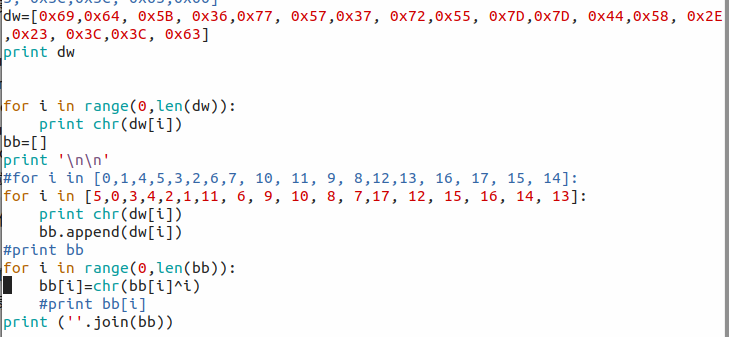 dw=[0x69,0x64, 0x5B, 0x36,0x77, 0x57,0x37, 0x72,0x55, 0x7D,0x7D, 0x44,0x58, 0x2E
,0x23, 0x3C,0x3C, 0x63]
print dw
for i in range(0,len(dw)):
    print chr(dw[i])
bb=[]
print '\n\n'
#for i in [0,1,4,5,3,2,6,7, 10, 11, 9, 8,12,13, 16, 17, 15, 14]:
for i in [5,0,3,4,2,1,11, 6, 9, 10, 8, 7,17, 12, 15, 16, 14, 13]:
    print chr(dw[i])
    bb.append(dw[i])
#print bb
for i in range(0,len(bb)):
    bb[i]=chr(bb[i]^i)
    #print bb[i]
print (''.join(bb))